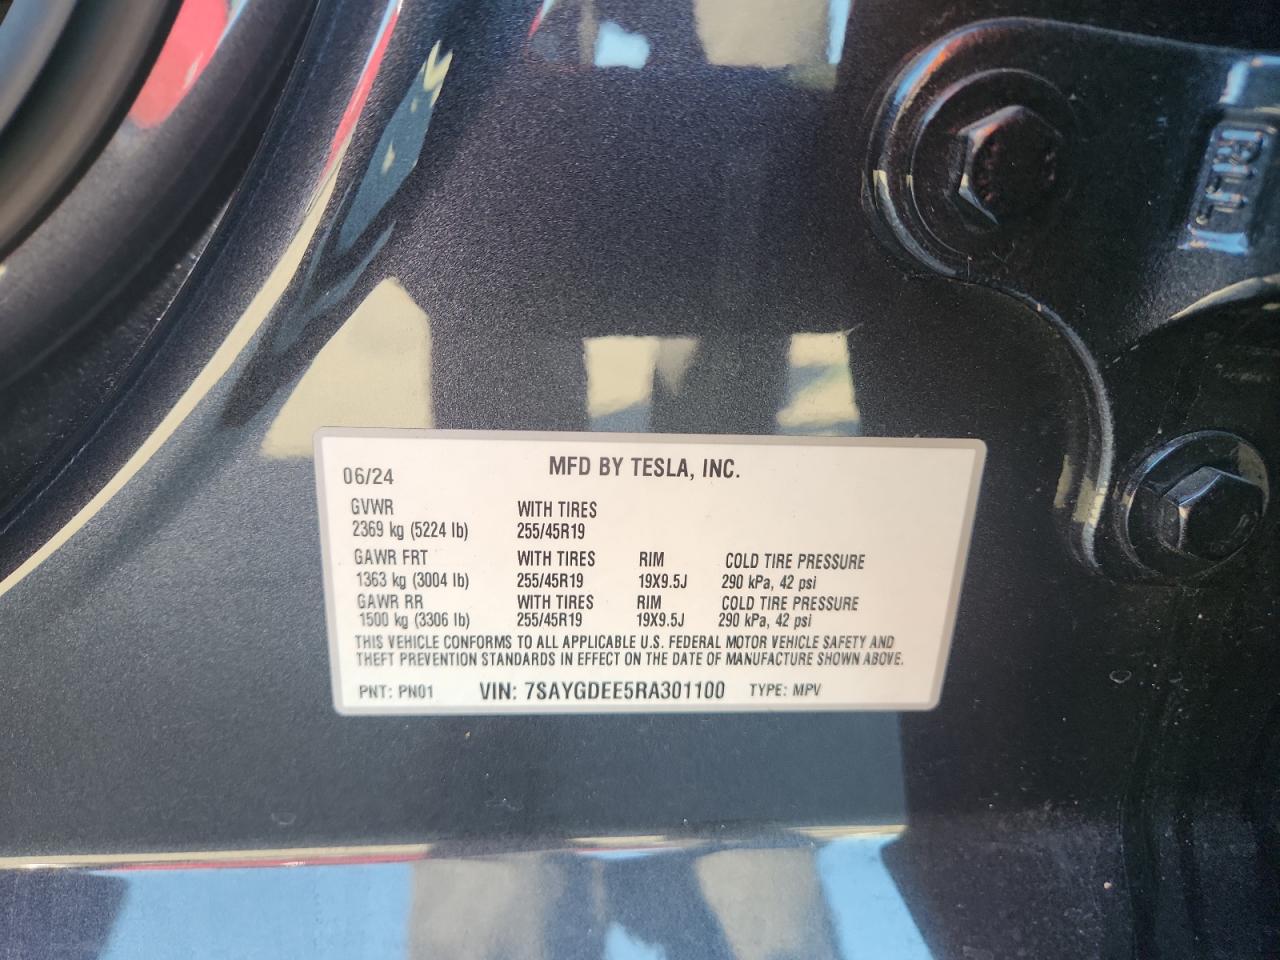 06/24 MFD BY TESLA, INC.
GVWR WITH TIRES
2369 kg (5224 lb) 255/45R19
GAWR FRT WITH TIRES RIM COLD TIRE PRESSURE
1363 kg (3004 lb) 255/45R19 19X9.5J 290 kPa, 42 psi
GAWR RR WITH TIRES RIM COLD TIRE PRESSURE
1500 kg (3306 lb) 255/45R19 19X9.5J 290 kPa, 42 psi
THIS VEHICLE CONFORMS TO ALL APPLICABLE U.S. FEDERAL MOTOR VEHICLE SAFETY AND
THEFT PREVENTION STANDARDS IN EFFECT ON THE DATE OF MANUFACTURE SHOWN ABOVE.
PNT: PN01 VIN: 7SAYGDEE5RA301100 TYPE: MPV